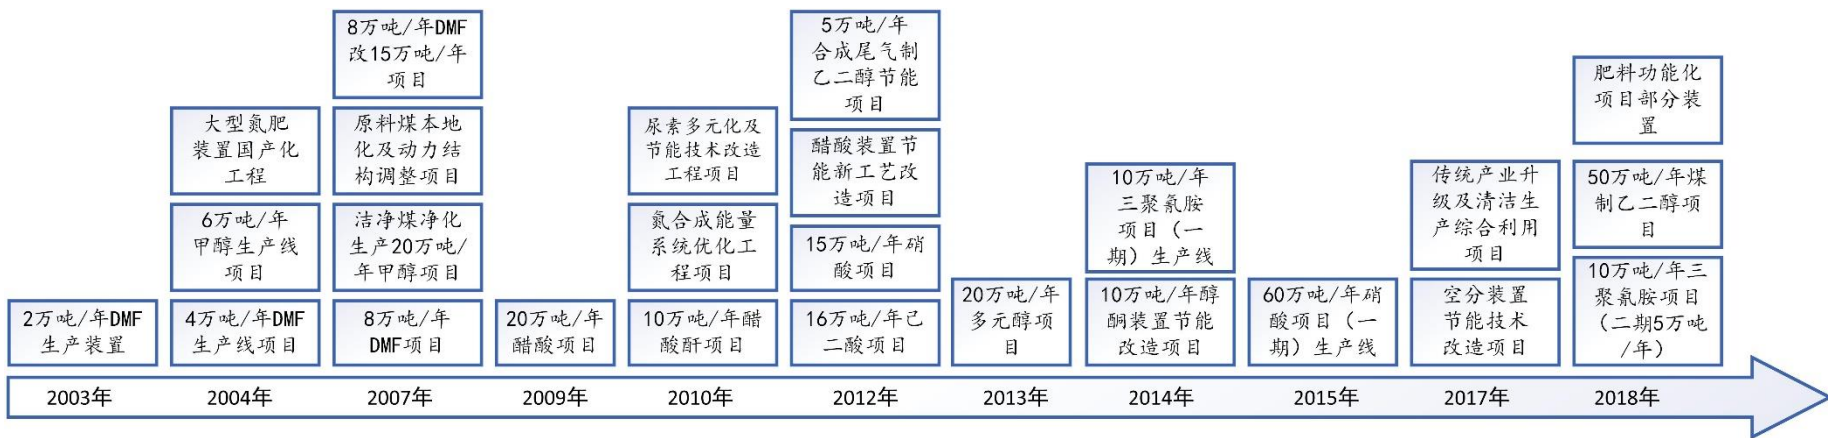 2万吨/年DMF
生产装置
2003年
大型氮肥
装置国产化
工程
6万吨/年
甲醇生产线
项目
4万吨/年DMF
生产线项目
2004年
8万吨/年DMF
改15万吨/年
项目
原料煤本地
化及动力结
构调整项目
洁净煤净化
生产20万吨/
年甲醇项目
8万吨/年
DMF项目
2007年
20万吨/年
醋酸项目
2009年
尿素多元化及
节能技术改造
工程项目
氮合成能量
系统优化工
程项目
10万吨/年醋
酸酐项目
2010年
5万吨/年
合成尾气制
乙二醇节能
项目
醋酸装置节
能新工艺改
造项目
15万吨/年硝
酸项目
16万吨/年己
二酸项目
2012年
20万吨/年
多元醇项
目
2013年
10万吨/年
三聚氰胺
项目（一
期）生产线
10万吨/年醇
酮装置节能
改造项目
2014年
60万吨/年硝
酸项目（一
期）生产线
2015年
传统产业升
级及清洁生
产综合利用
项目
空分装置
节能技术
改造项目
2017年
肥料功能化
项目部分装
置
50万吨/年煤
制乙二醇项
目
10万吨/年三
聚氰胺项目
（二期5万吨
/年）
2018年